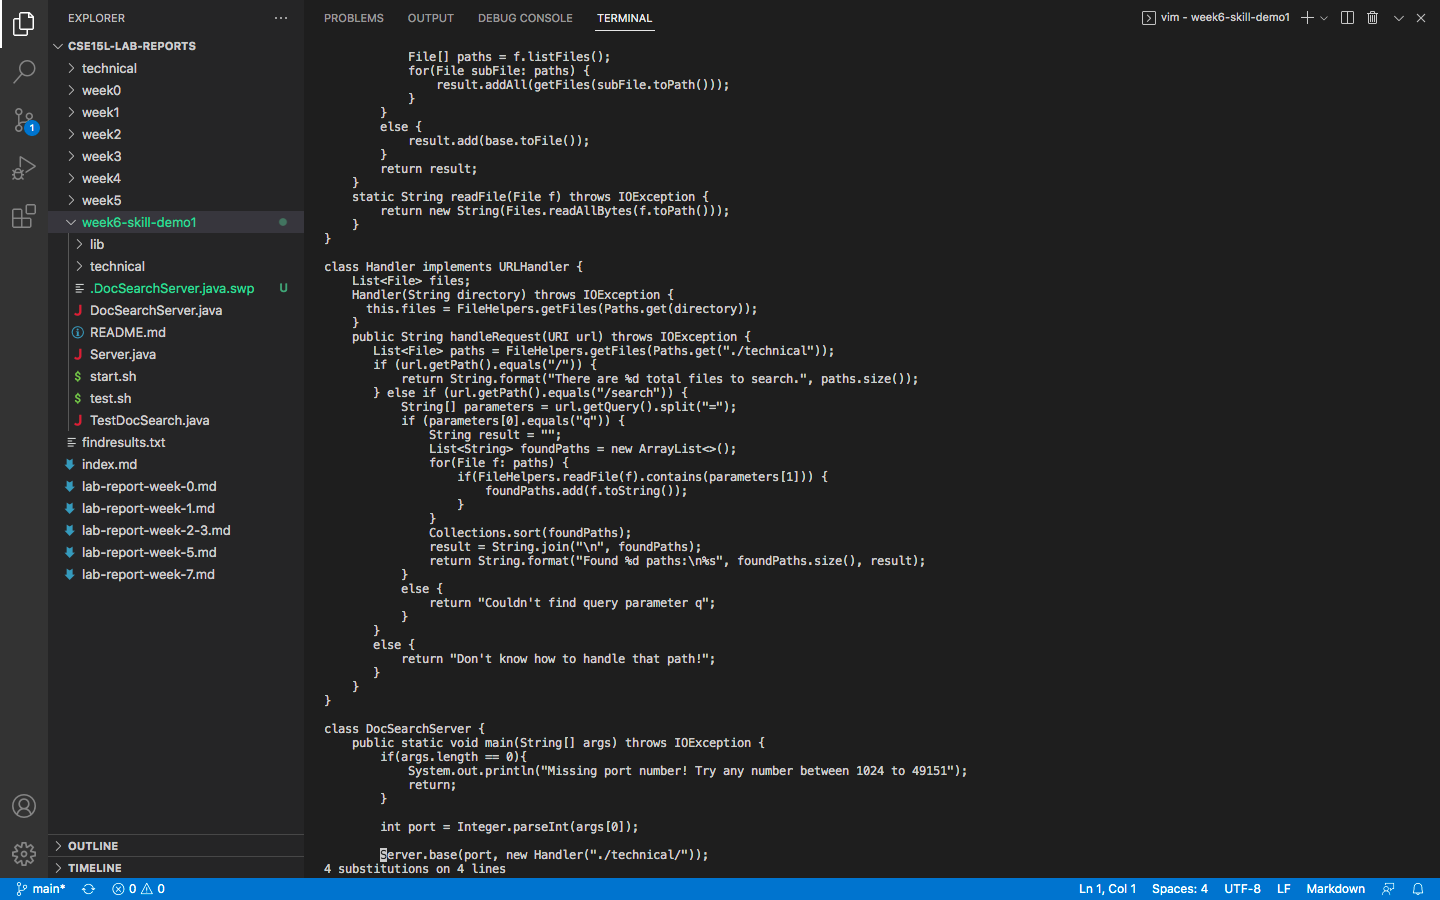 EXPLORER
CSE15L-LAB-REPORTS
technical
week0
week1
week2
week3
week4
week5
week6-skill-demo1
lib
technical
.DocSearchServer.java.swp U
DocSearchServer.java
README.md
Server.java
start.sh
test.sh
TestDocSearch.java
findresults.txt
index.md
lab-report-week-0.md
lab-report-week-1.md
lab-report-week-2-3.md
lab-report-week-5.md
lab-report-week-7.md
OUTLINE
TIMELINE
1
PROBLEMS OUTPUT DEBUG CONSOLE TERMINAL
vim - week6-skill-demo1
File[] paths = f.listFiles();
for(File subFile: paths) {
result.addAll(getFiles(subFile.toPath()));
}
}
else {
result.add(base.toFile());
}
return result;
}
static String readFile(File f) throws IOException {
return new String(Files.readAllBytes(f.toPath()));
}
}
class Handler implements URLHandler {
List<File> files;
Handler(String directory) throws IOException {
this.files = FileHelpers.getFiles(Paths.get(directory));
}
public String handleRequest(URI url) throws IOException {
List<File> paths = FileHelpers.getFiles(Paths.get("./technical"));
if (url.getPath().equals("/")) {
return String.format("There are %d total files to search.", paths.size());
} else if (url.getPath().equals("/search")) {
String[] parameters = url.getQuery().split("=");
if (parameters[0].equals("q")) {
String result = "";
List<String> foundPaths = new ArrayList<>();
for(File f: paths) {
if(FileHelpers.readFile(f).contains(parameters[1])) {
foundPaths.add(f.toString());
}
}
Collections.sort(foundPaths);
result = String.join("\n", foundPaths);
return String.format("Found %d paths:\n%s", foundPaths.size(), result);
}
else {
return "Couldn't find query parameter q";
}
}
else {
return "Don't know how to handle that path!";
}
}
}
class DocSearchServer {
public static void main(String[] args) throws IOException {
if(args.length == 0){
System.out.println("Missing port number! Try any number between 1024 to 49151");
return;
}
int port = Integer.parseInt(args[0]);
Server.base(port, new Handler("./technical/"));
4 substitutions on 4 lines
main* 0 0
Ln 1, Col 1 Spaces: 4 UTF-8 LF Markdown